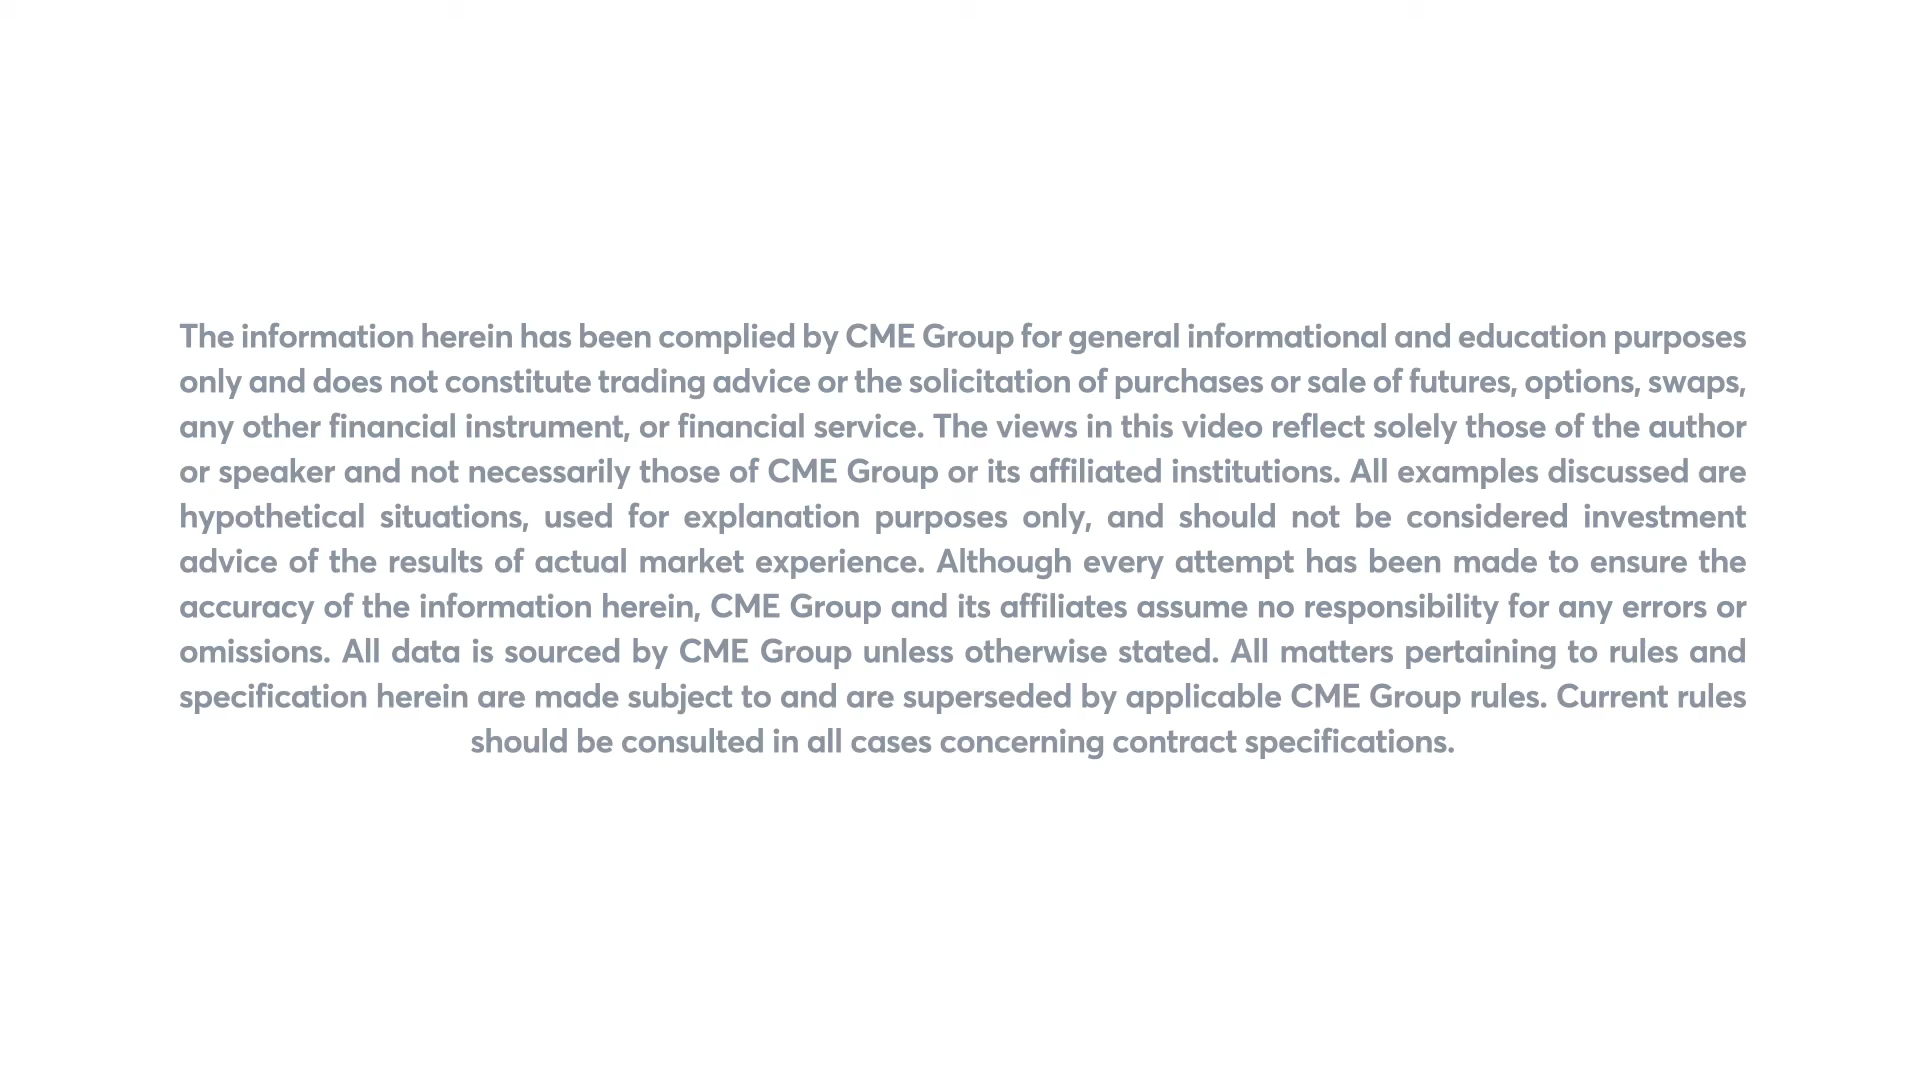 The information herein has been complied by CME Group for general informational and education purposes
only and does not constitute trading advice or the solicitation of purchases or sale of futures, options, swaps,
any other financial instrument, or financial service. The views in this video reflect solely those of the author
or speaker and not necessarily those of CME Group or its affiliated institutions. All examples discussed are
hypothetical situations, used for explanation purposes only, and should not be considered investment
advice of the results of actual market experience. Although every attempt has been made to ensure the
accuracy of the information herein, CME Group and its affiliates assume no responsibility for any errors or
omissions. All data is sourced by CME Group unless otherwise stated. All matters pertaining to rules and
specification herein are made subject to and are superseded by applicable CME Group rules. Current rules
should be consulted in all cases concerning contract specifications.